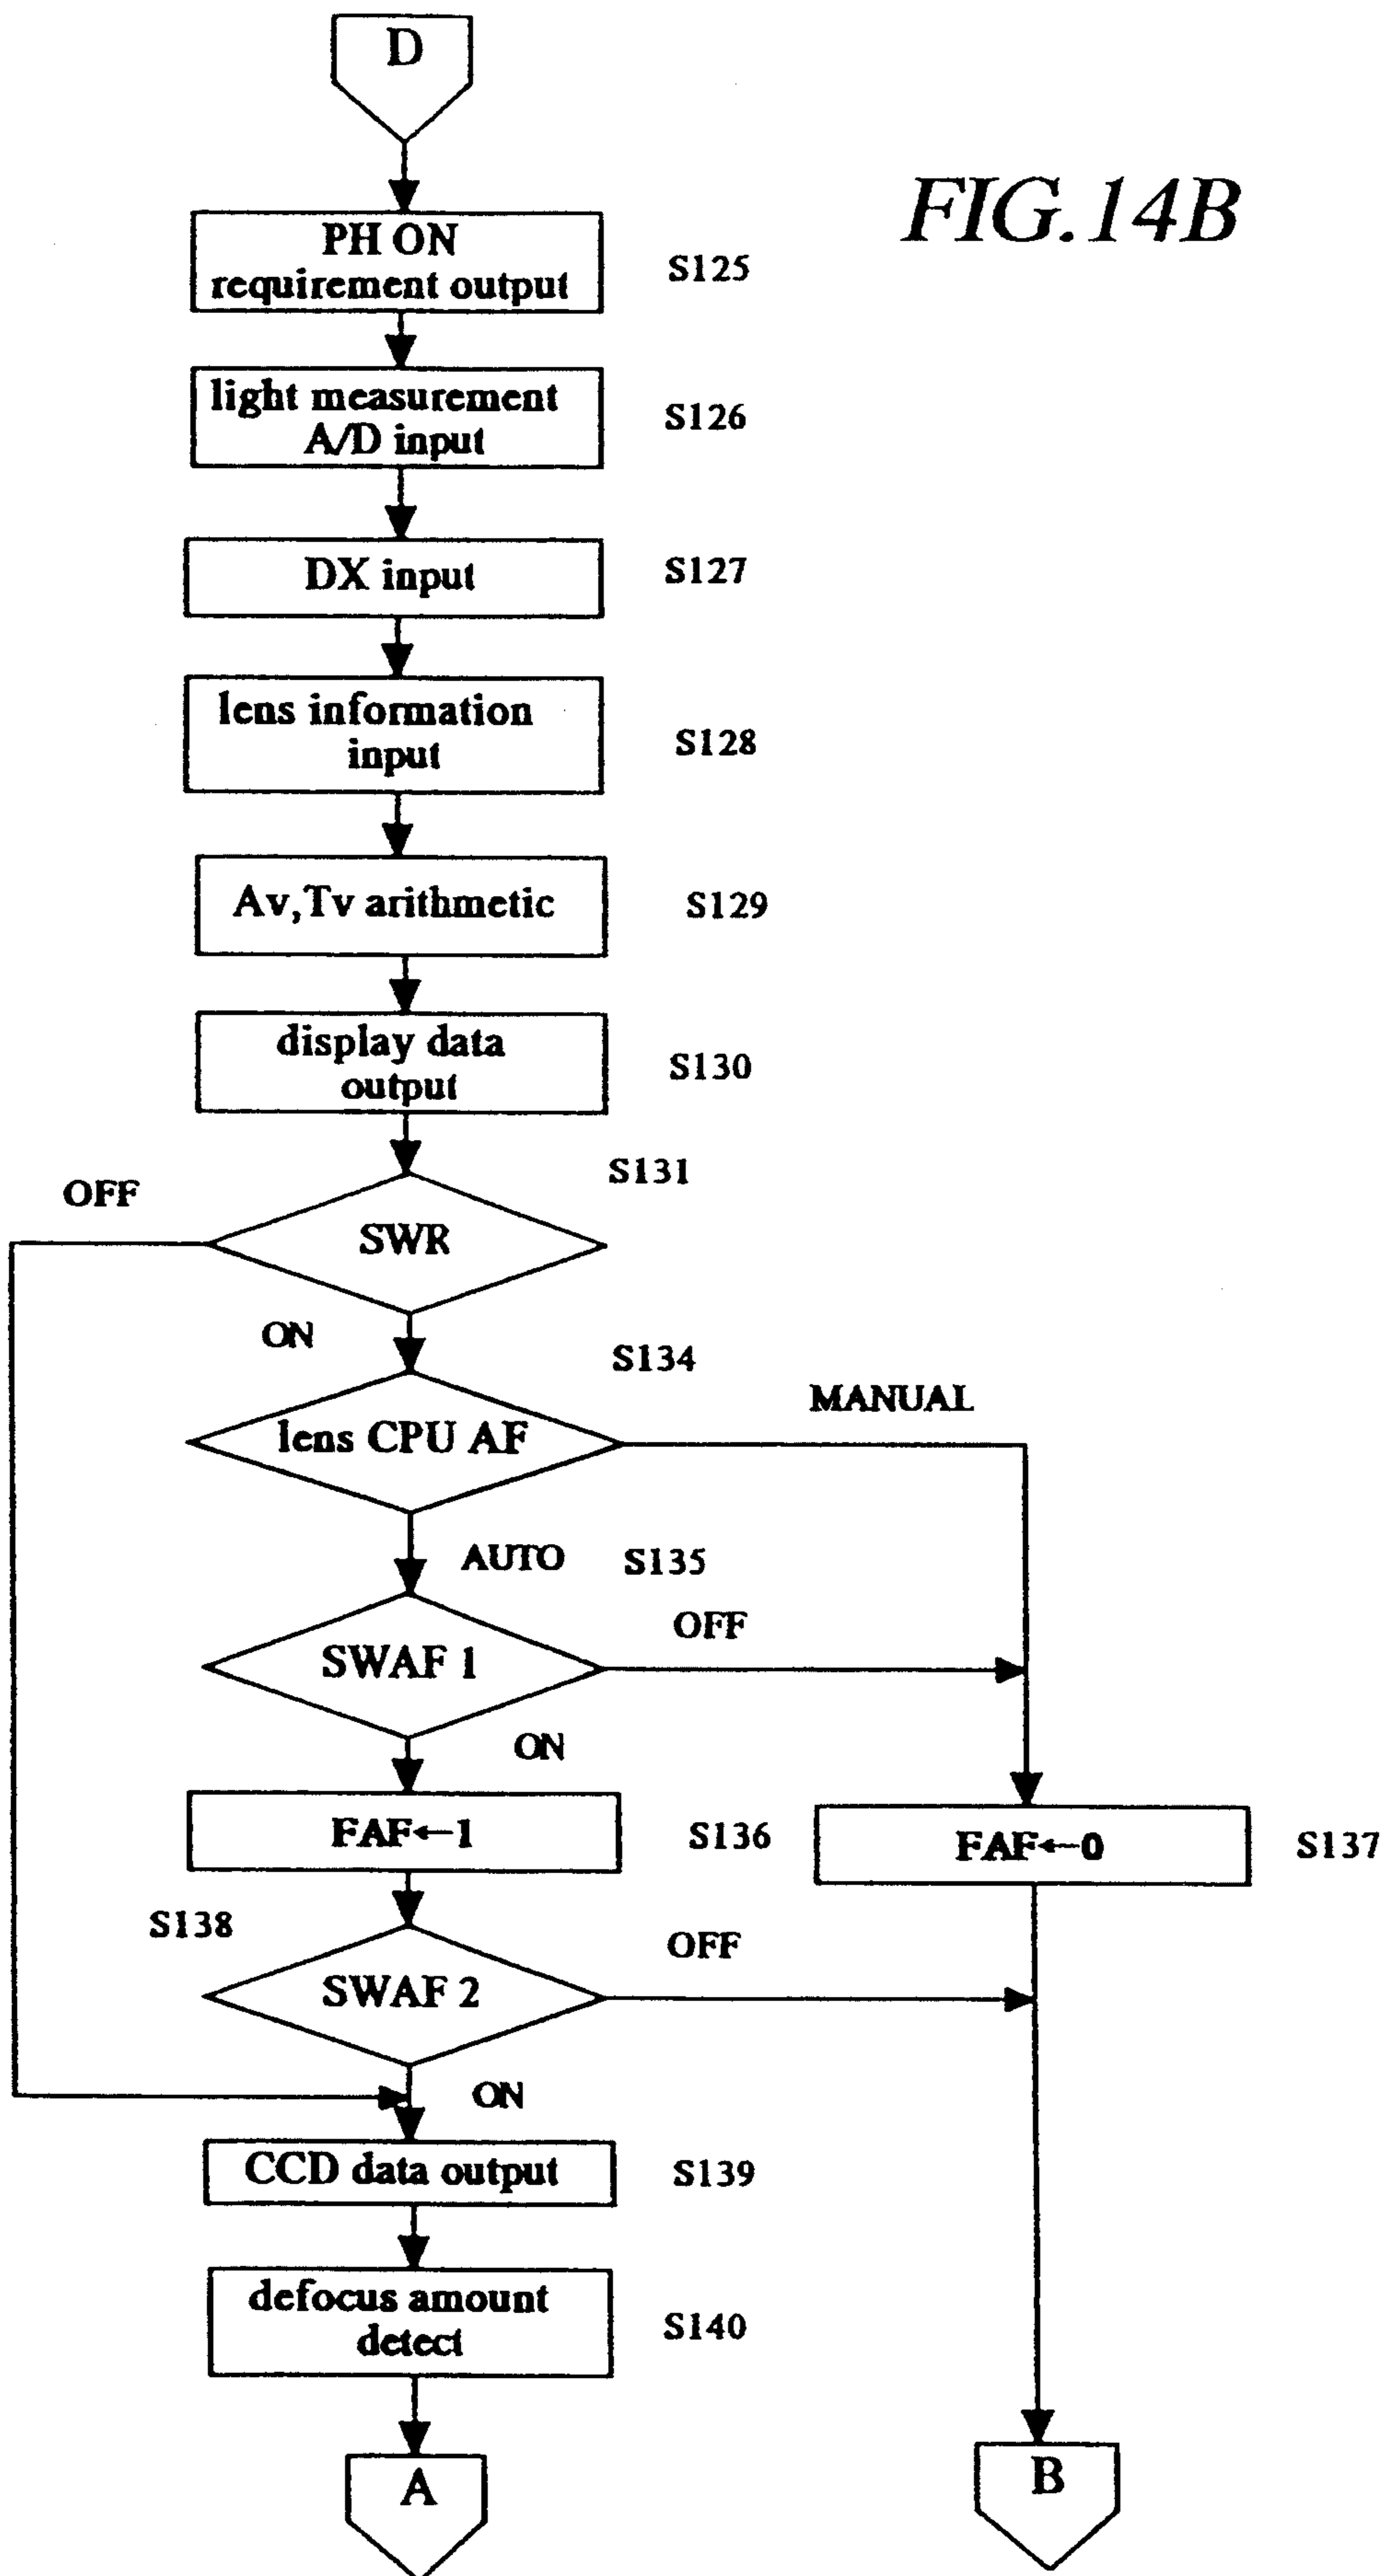 D
FIG.14B
PH ON
requirement output
S125
light measurement
A/D input
S126
DX input
S127
lens information
input
S128
Av,Tv arithmetic
S129
display data
output
S130
S131
OFF
SWR
ON
S134
MANUAL
lens CPU AF
AUTO
S135
OFF
SWAF 1
ON
FAF←1
S136
FAF←0
S137
S138
OFF
SWAF 2
ON
CCD data output
S139
defocus amount
detect
S140
A
B